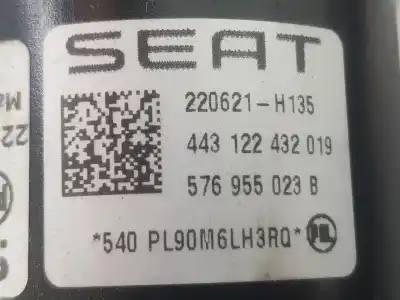 SEAT
220621-H135
443 122 432 019
576 955 023 B
*540 PL90M6LH3RQ*